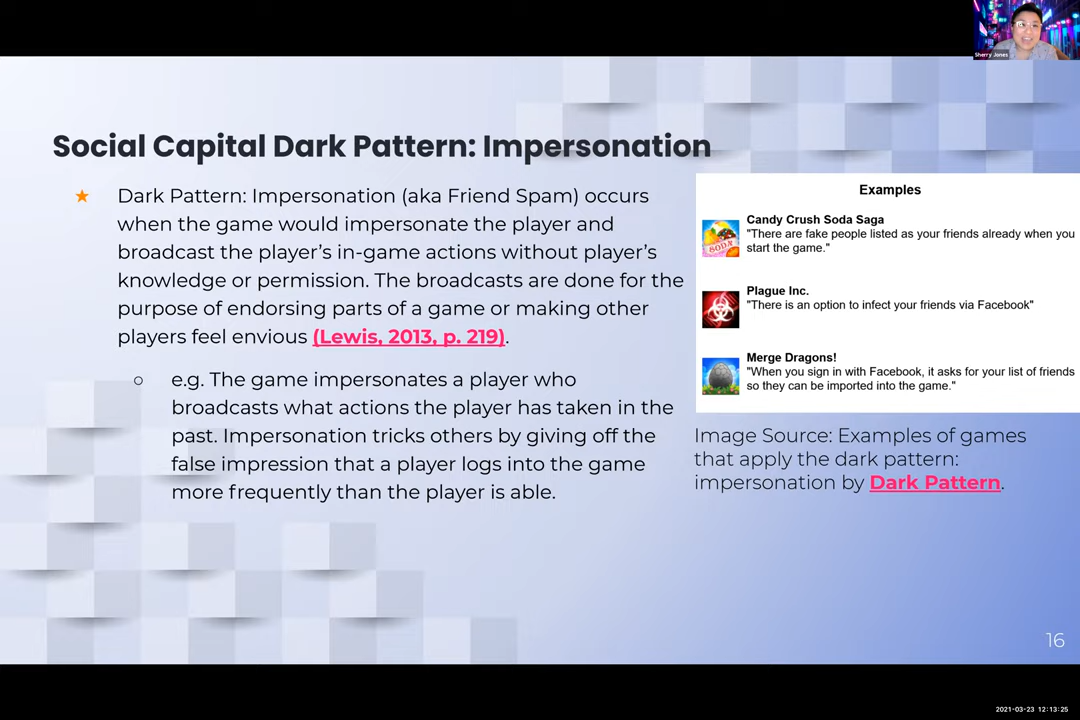 Sherry Jones
Social Capital Dark Pattern: Impersonation
Dark Pattern: Impersonation (aka Friend Spam) occurs
when the game would impersonate the player and
broadcast the player's in-game actions without player's
knowledge or permission. The broadcasts are done for the
purpose of endorsing parts of a game or making other
players feel envious (Lewis, 2013, p. 219).
e.g. The game impersonates a player who
broadcasts what actions the player has taken in the
past. Impersonation tricks others by giving off the
false impression that a player logs into the game
more frequently than the player is able.
Examples
Candy Crush Soda Saga
"There are fake people listed as your friends already when you
start the game."
SODA
Plague Inc.
"There is an option to infect your friends via Facebook"
Merge Dragons!
"When you sign in with Facebook, it asks for your list of friends
so they can be imported into the game."
Image Source: Examples of games
that apply the dark pattern:
impersonation by Dark Pattern.
16
2021-03-23 12:13:25